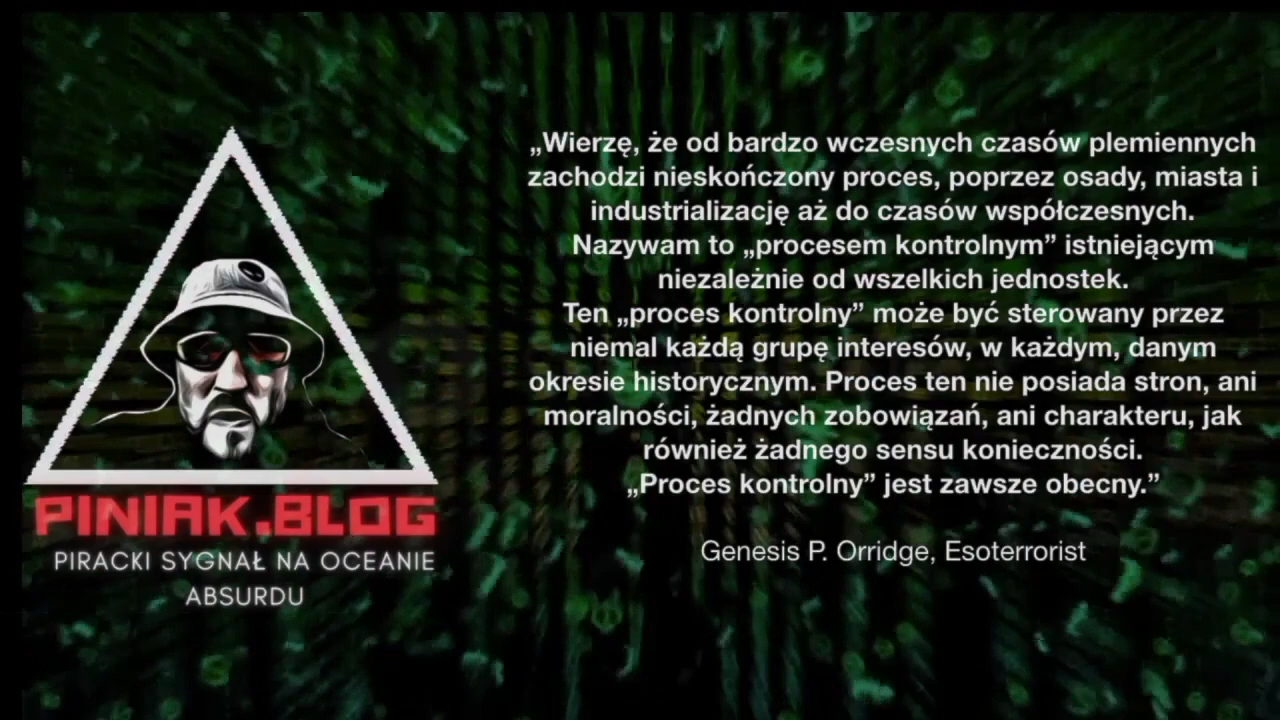 PINIAK.BLOG
PIRACKI SYGNAŁ NA OCEANIE
ABSURDU
„Wierzę, że od bardzo wczesnych czasów plemiennych
zachodzi nieskończony proces, poprzez osady, miasta i
industrializację aż do czasów współczesnych.
Nazywam to „procesem kontrolnym” istniejącym
niezależnie od wszelkich jednostek.
Ten „proces kontrolny” może być sterowany przez
niemal każdą grupę interesów, w każdym, danym
okresie historycznym. Proces ten nie posiada stron, ani
moralności, żadnych zobowiązań, ani charakteru, jak
również żadnego sensu konieczności.
„Proces kontrolny” jest zawsze obecny.”
Genesis P. Orridge, Esoterrorist